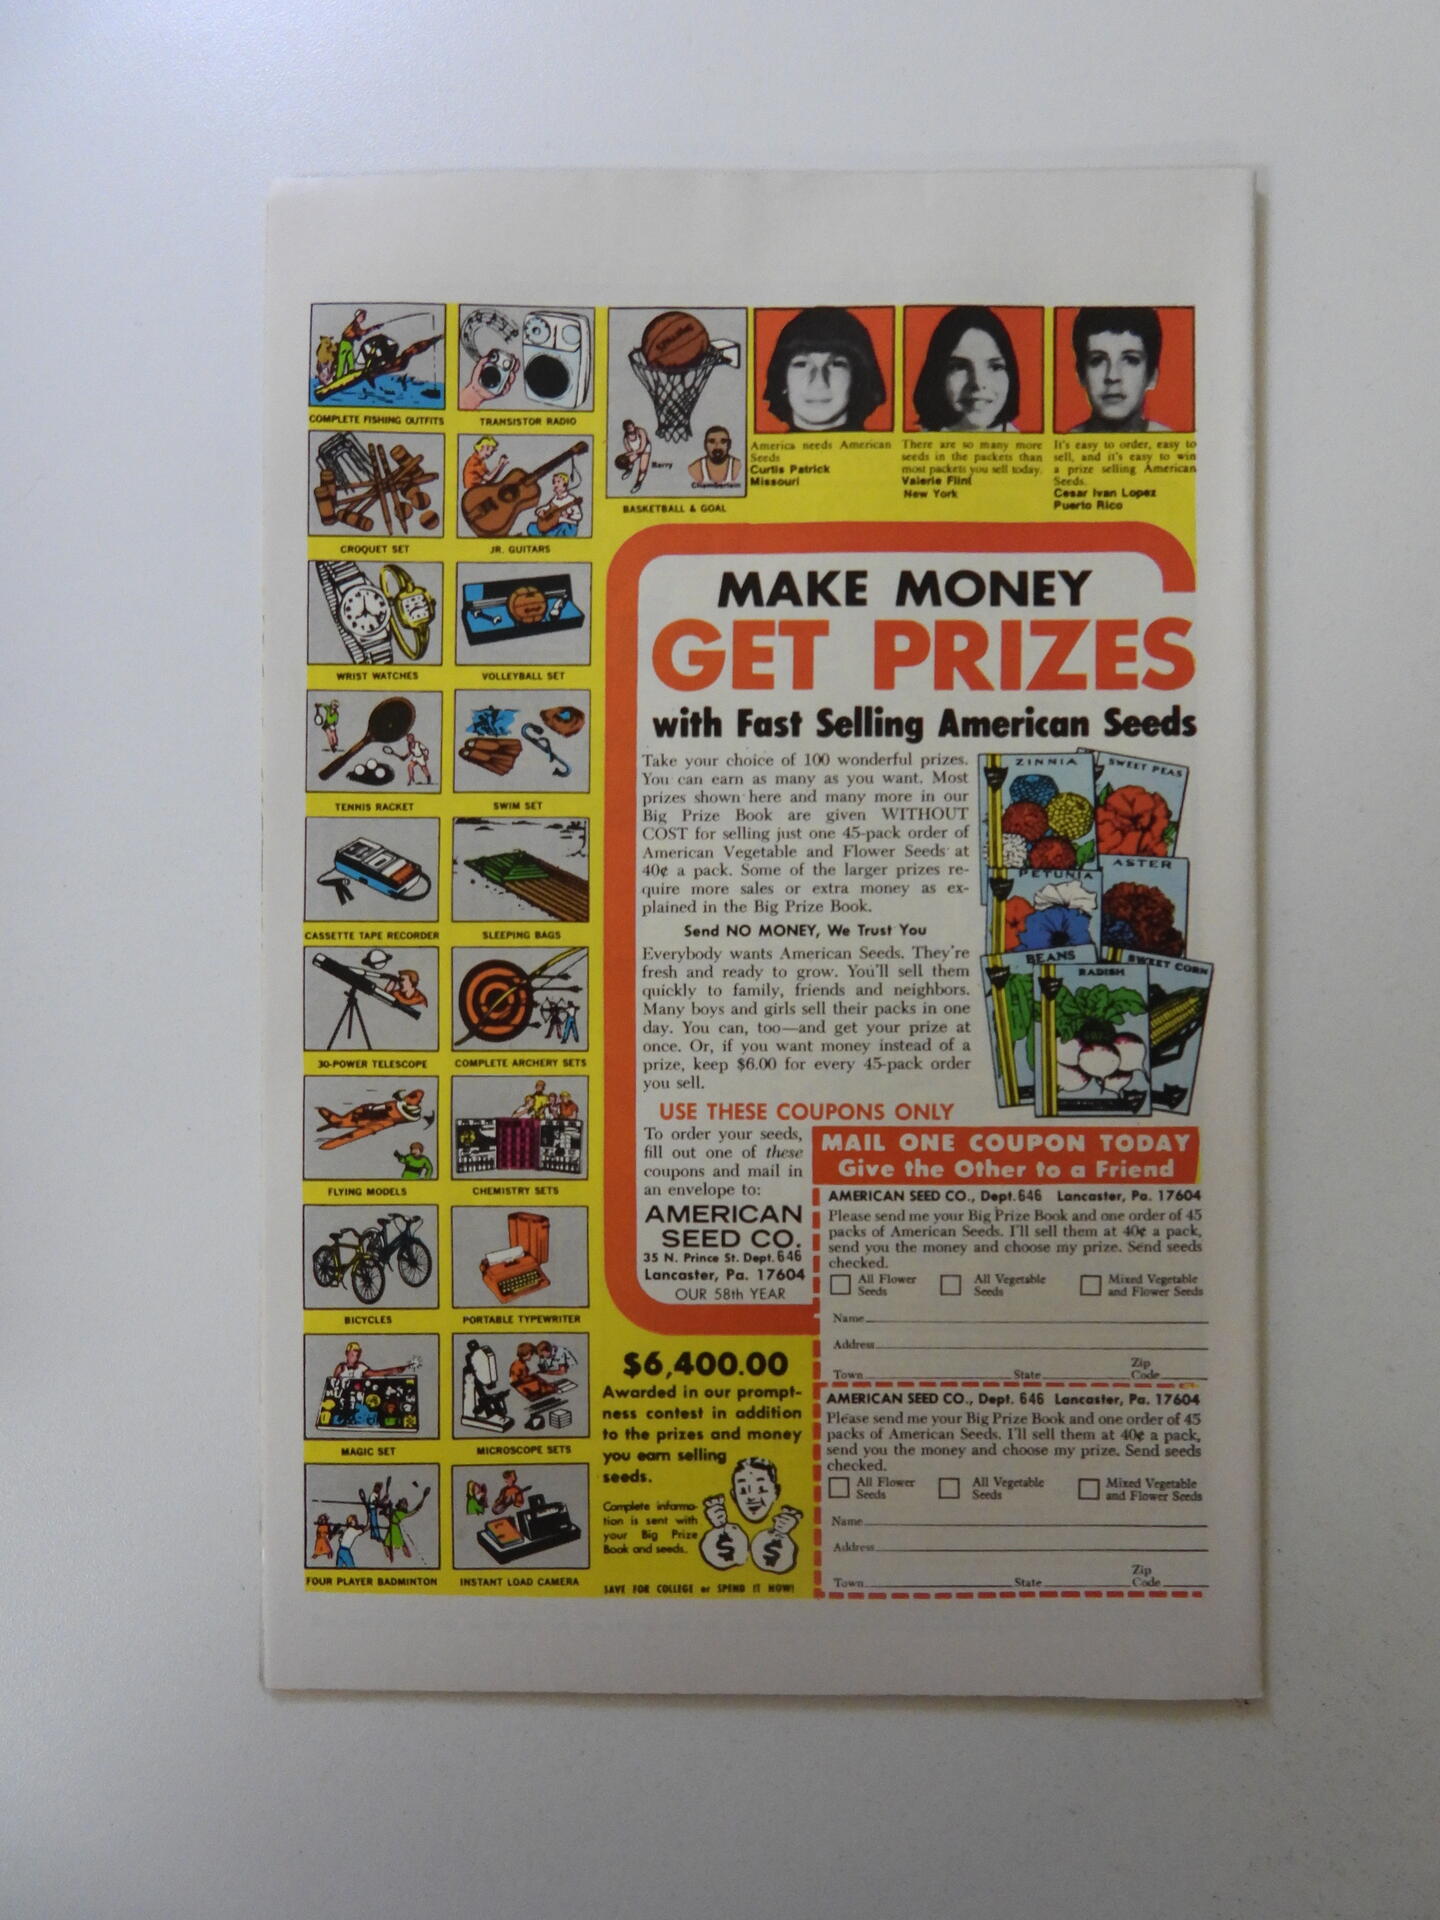 COMPLETE FISHING OUTFITS
TRANSISTOR RADIO
CROQUET SET
JR. GUITARS
WRIST WATCHES
VOLLEYBALL SET
TENNIS RACKET
SWIM SET
CASSETTE TAPE RECORDER
SLEEPING BAGS
30-POWER TELESCOPE
COMPLETE ARCHERY SETS
FLYING MODELS
CHEMISTRY SETS
BICYCLES
PORTABLE TYPEWRITER
MAGIC SET
MICROSCOPE SETS
FOUR PLAYER BADMINTON
INSTANT LOAD CAMERA
Barry
Chamberlain
BASKETBALL & GOAL
America needs American
Seeds
Curtis Patrick
Missouri
There are so many more
seeds in the packets than
most packets you sell today.
Valerie Flint
New York
It's easy to order, easy to
sell, and it's easy to win
a prize selling American
Seeds.
Cesar Ivan Lopez
Puerto Rico
MAKE MONEY
GET PRIZES
with Fast Selling American Seeds
Take your choice of 100 wonderful prizes.
You can earn as many as you want. Most
prizes shown here and many more in our
Big Prize Book are given WITHOUT
COST for selling just one 45-pack order of
American Vegetable and Flower Seeds at
40¢ a pack. Some of the larger prizes re-
quire more sales or extra money as ex-
plained in the Big Prize Book.
Send NO MONEY, We Trust You
Everybody wants American Seeds. They're
fresh and ready to grow. You'll sell them
quickly to family, friends and neighbors.
Many boys and girls sell their packs in one
day. You can, too—and get your prize at
once. Or, if you want money instead of a
prize, keep $6.00 for every 45-pack order
you sell.
ZINNIA
SWEET PEAS
PETUNIA
ASTER
BEANS
RADISH
SWEET CORN
USE THESE COUPONS ONLY
To order your seeds,
fill out one of these
coupons and mail in
an envelope to:
AMERICAN
SEED CO.
35 N. Prince St. Dept. 646
Lancaster, Pa. 17604
OUR 58th YEAR
MAIL ONE COUPON TODAY
Give the Other to a Friend
AMERICAN SEED CO., Dept. 646 Lancaster, Pa. 17604
Please send me your Big Prize Book and one order of 45
packs of American Seeds. I'll sell them at 40¢ a pack,
send you the money and choose my prize. Send seeds
checked.
All Flower Seeds
All Vegetable Seeds
Mixed Vegetable and Flower Seeds
Name
Address
Town State Zip Code
AMERICAN SEED CO., Dept. 646 Lancaster, Pa. 17604
Please send me your Big Prize Book and one order of 45
packs of American Seeds. I'll sell them at 40¢ a pack,
send you the money and choose my prize. Send seeds
checked.
All Flower Seeds
All Vegetable Seeds
Mixed Vegetable and Flower Seeds
Name
Address
Town State Zip Code
$6,400.00
Awarded in our prompt-
ness contest in addition
to the prizes and money
you earn selling
seeds.
Complete informa-
tion is sent with
your Big Prize
Book and seeds.
$ $
SAVE FOR COLLEGE or SPEND IT NOW!